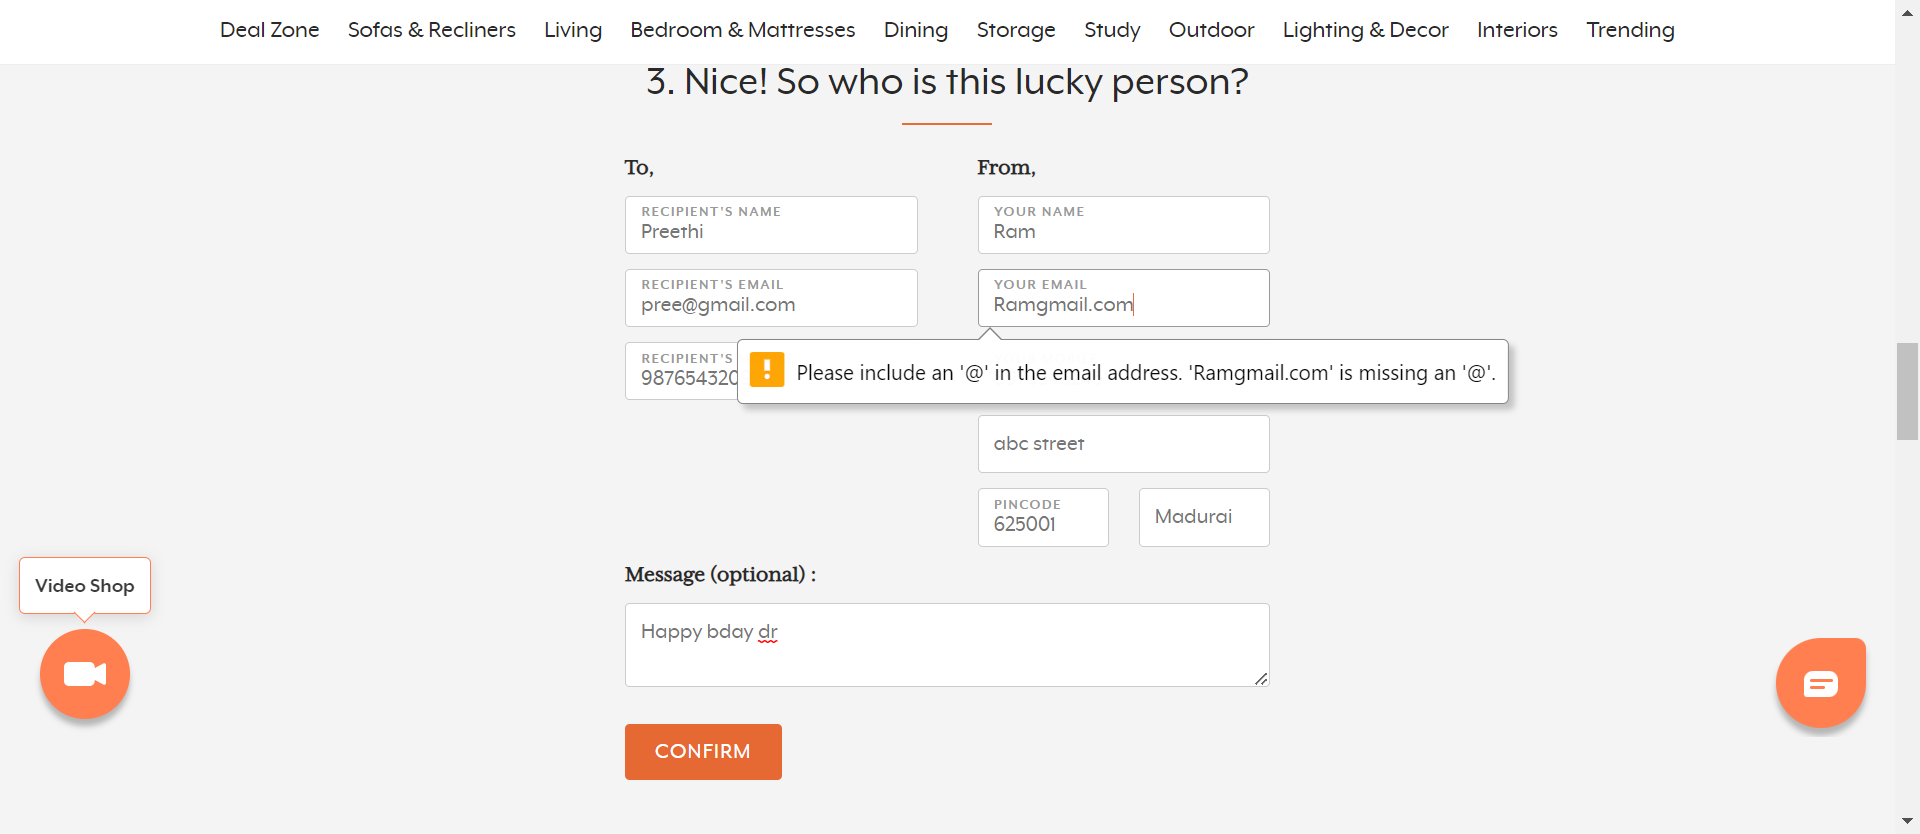 Deal Zone Sofas & Recliners Living Bedroom & Mattresses Dining Storage Study Outdoor Lighting & Decor Interiors Trending
3. Nice! So who is this lucky person?
To,
RECIPIENT'S NAME
Preethi
RECIPIENT'S EMAIL
pree@gmail.com
RECIPIENT'S
987654320
From,
YOUR NAME
Ram
YOUR EMAIL
Ramgmail.com
Please include an '@' in the email address. 'Ramgmail.com' is missing an '@'.
abc street
PINCODE
625001
Madurai
Message (optional) :
Happy bday dr
CONFIRM
Video Shop